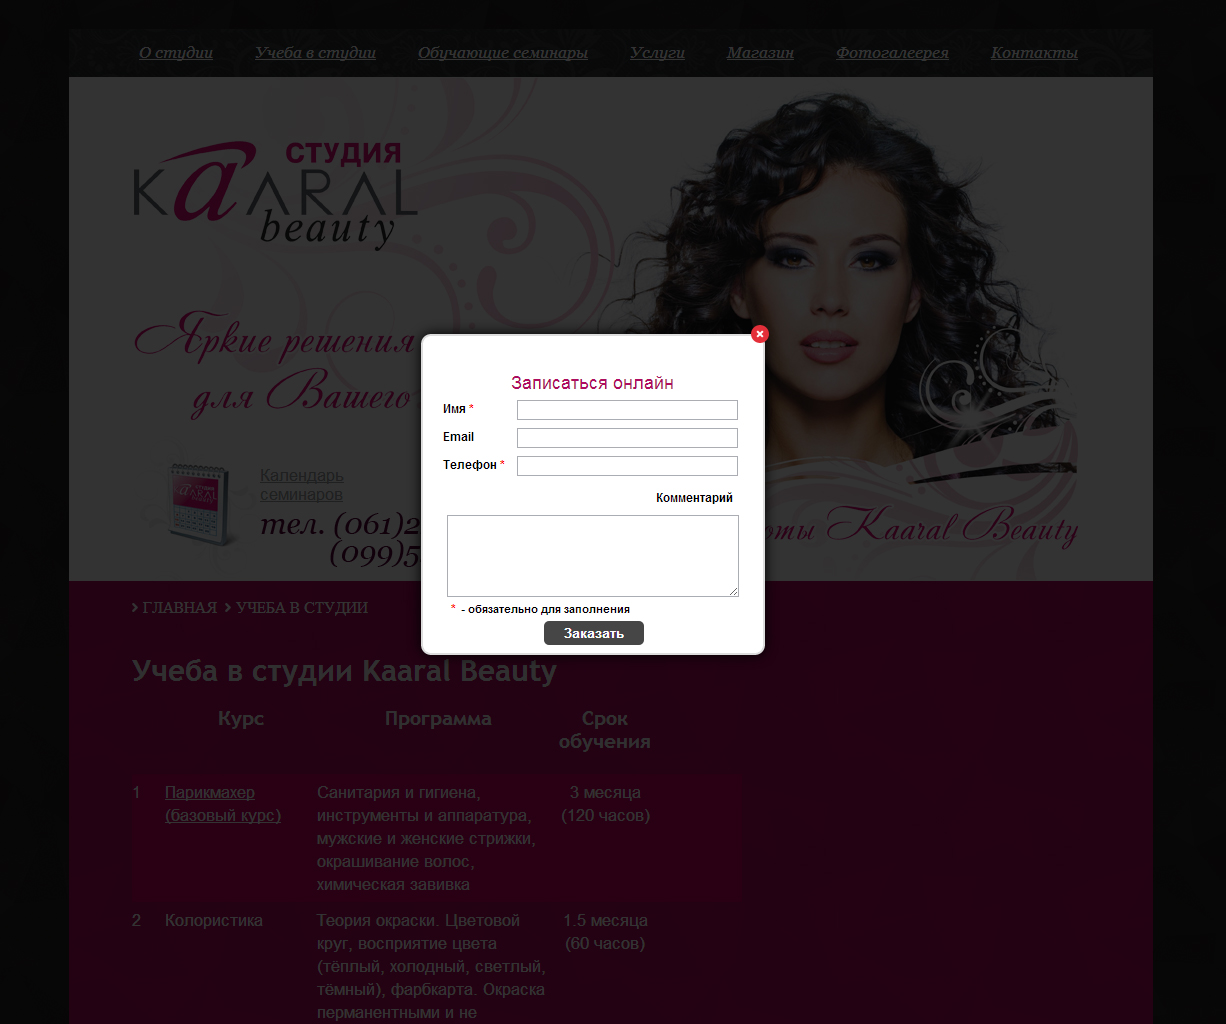 О студии Учеба в студии Обучающие семинары Услуги Магазин Фотогалеерея Контакты
студия
KaARAL
beauty
Яркие решения
для Вашего
Календарь
семинаров
тел. (061)2
(099)5
оты Kaaral Beauty
Записаться онлайн
Имя *
Email
Телефон *
Комментарий
* - обязательно для заполнения
Заказать
ГЛАВНАЯ УЧЕБА В СТУДИИ
Учеба в студии Kaaral Beauty
Курс Программа Срок
обучения
1 Парикмахер Санитария и гигиена, 3 месяца
(базовый курс) инструменты и аппаратура, (120 часов)
мужские и женские стрижки,
окрашивание волос,
химическая завивка
2 Колористика Теория окраски. Цветовой 1.5 месяца
круг, восприятие цвета (60 часов)
(тёплый, холодный, светлый,
тёмный), фарбкарта. Окраска
перманентными и не